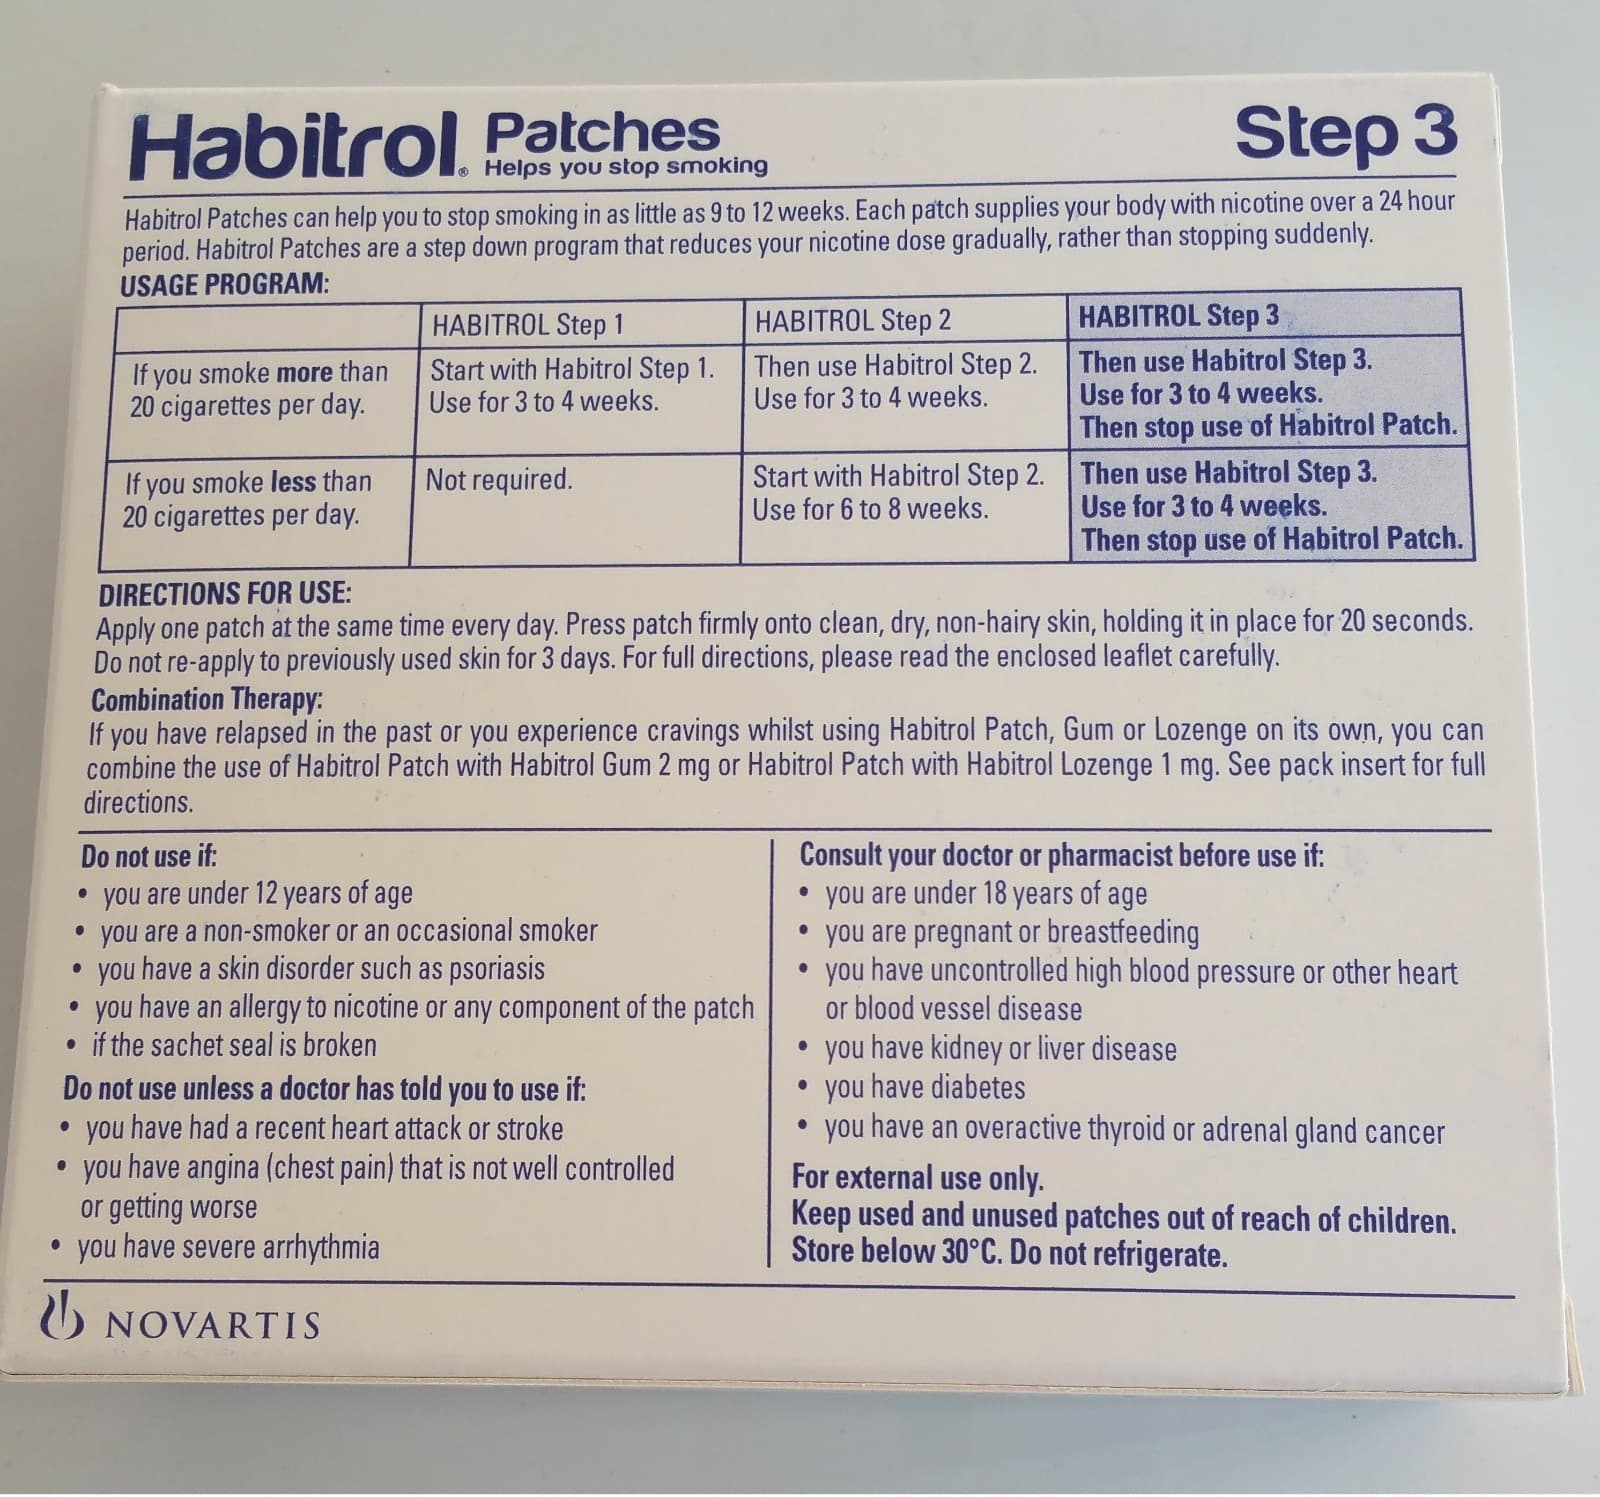 Habitrol® Patches
Helps you stop smoking
Step 3
Habitrol Patches can help you to stop smoking in as little as 9 to 12 weeks. Each patch supplies your body with nicotine over a 24 hour
period. Habitrol Patches are a step down program that reduces your nicotine dose gradually, rather than stopping suddenly.
USAGE PROGRAM:
HABITROL Step 1
HABITROL Step 2
HABITROL Step 3
If you smoke more than
20 cigarettes per day.
Start with Habitrol Step 1.
Use for 3 to 4 weeks.
Then use Habitrol Step 2.
Use for 3 to 4 weeks.
Then use Habitrol Step 3.
Use for 3 to 4 weeks.
Then stop use of Habitrol Patch.
If you smoke less than
20 cigarettes per day.
Not required.
Start with Habitrol Step 2.
Use for 6 to 8 weeks.
Then use Habitrol Step 3.
Use for 3 to 4 weeks.
Then stop use of Habitrol Patch.
DIRECTIONS FOR USE:
Apply one patch at the same time every day. Press patch firmly onto clean, dry, non-hairy skin, holding it in place for 20 seconds.
Do not re-apply to previously used skin for 3 days. For full directions, please read the enclosed leaflet carefully.
Combination Therapy:
If you have relapsed in the past or you experience cravings whilst using Habitrol Patch, Gum or Lozenge on its own, you can
combine the use of Habitrol Patch with Habitrol Gum 2 mg or Habitrol Patch with Habitrol Lozenge 1 mg. See pack insert for full
directions.
Do not use if:
• you are under 12 years of age
• you are a non-smoker or an occasional smoker
• you have a skin disorder such as psoriasis
• you have an allergy to nicotine or any component of the patch
• if the sachet seal is broken
Do not use unless a doctor has told you to use if:
• you have had a recent heart attack or stroke
• you have angina (chest pain) that is not well controlled
or getting worse
• you have severe arrhythmia
Consult your doctor or pharmacist before use if:
• you are under 18 years of age
• you are pregnant or breastfeeding
• you have uncontrolled high blood pressure or other heart
or blood vessel disease
• you have kidney or liver disease
• you have diabetes
• you have an overactive thyroid or adrenal gland cancer
For external use only.
Keep used and unused patches out of reach of children.
Store below 30°C. Do not refrigerate.
NOVARTIS